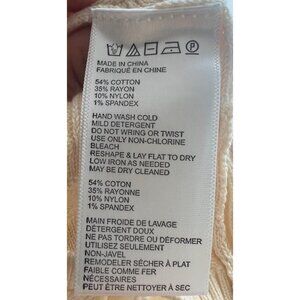 MADE IN CHINA
FABRIQUÉ EN CHINE
54% COTTON
35% RAYON
10% NYLON
1% SPANDEX
HAND WASH COLD
MILD DETERGENT
DO NOT WRING OR TWIST
USE ONLY NON-CHLORINE
BLEACH
RESHAPE & LAY FLAT TO DRY
LOW IRON AS NEEDED
MAY BE DRY CLEANED
54% COTON
35% RAYONNE
10% NYLON
1% SPANDEX
MAIN FROIDE DE LAVAGE
DÉTERGENT DOUX
NE PAS TORDU OU DÉFORMER
UTILISEZ SEULEMENT
NON-JAVEL
REMODELER SÉCHER À PLAT
FAIBLE COMME FER
NÉCESSAIRES
PEUT ÊTRE NETTOYER À SEC